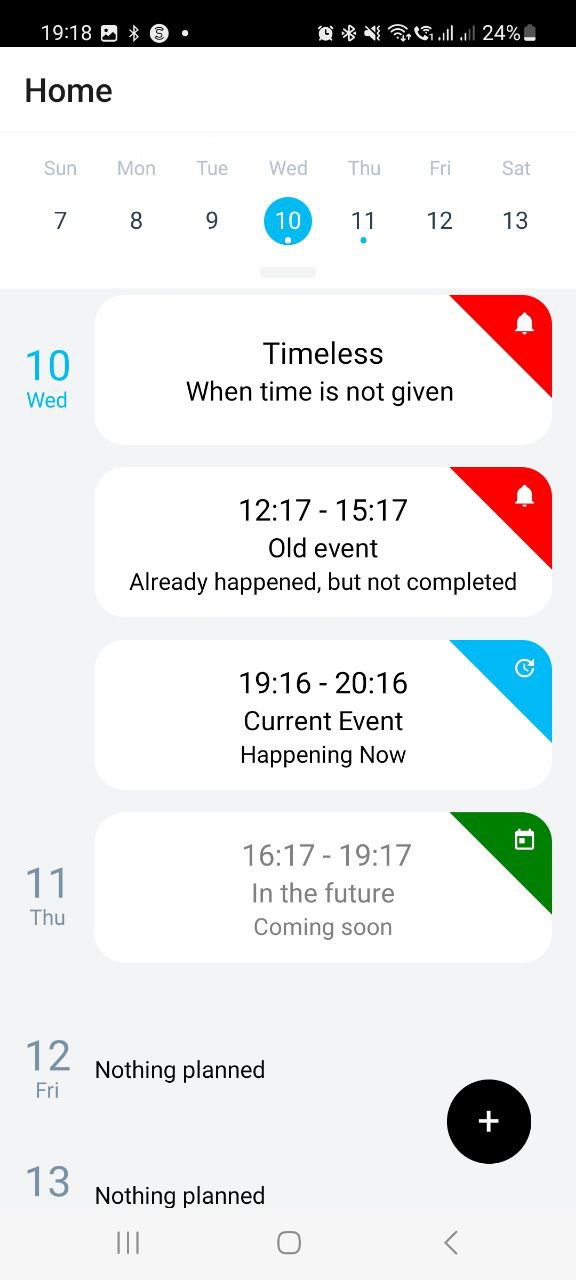 19:18
24%
Home
Sun Mon Tue Wed Thu Fri Sat
7 8 9 10 11 12 13
10
Wed
Timeless
When time is not given
12:17 - 15:17
Old event
Already happened, but not completed
19:16 - 20:16
Current Event
Happening Now
11
Thu
16:17 - 19:17
In the future
Coming soon
12
Fri
Nothing planned
13
Nothing planned